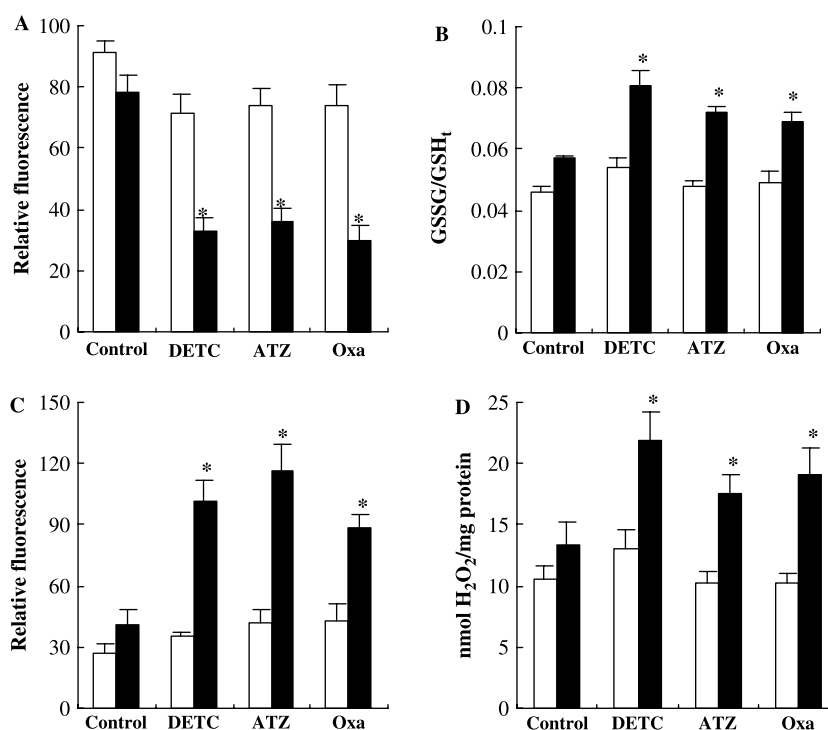 A
Relative fluorescence
100
80
60
40
20
0
* * *
Control DETC ATZ Oxa
B
GSSG/GSHt
0.1
0.08
0.06
0.04
0.02
0
* * *
Control DETC ATZ Oxa
C
Relative fluorescence
150
120
90
60
30
0
* * *
Control DETC ATZ Oxa
D
nmol H2O2/mg protein
25
20
15
10
5
0
* * *
Control DETC ATZ Oxa